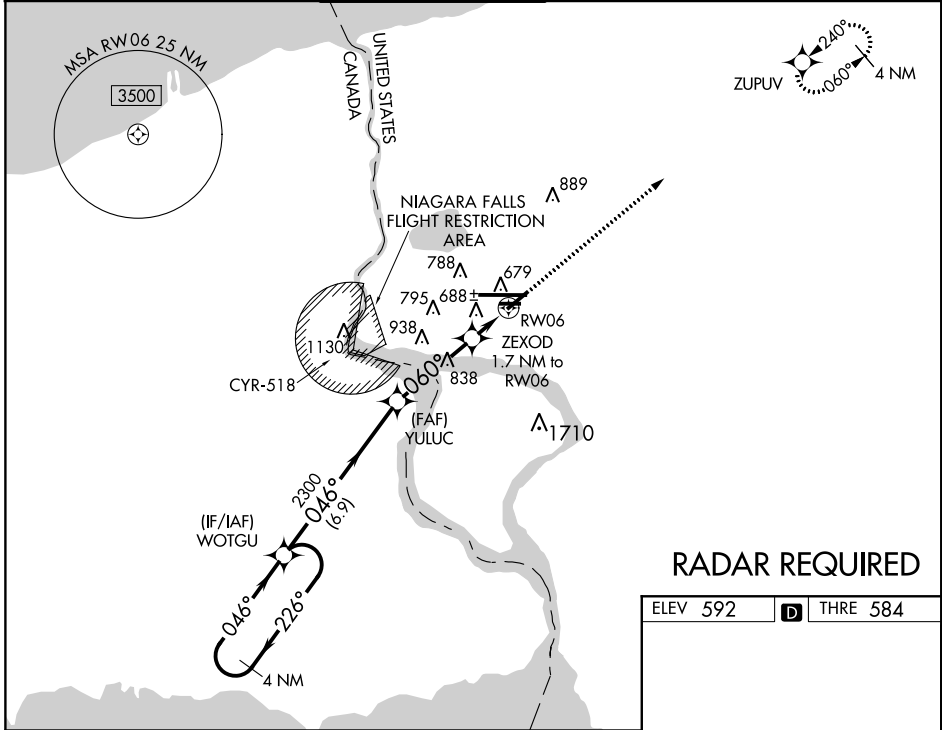 MSA RW06 25 NM
3500
UNITED STATES
CANADA
ZUPUV
240°
060°
4 NM
889
NIAGARA FALLS
FLIGHT RESTRICTION
AREA
788
679
795
688±
938
1130
RW06
ZEXOD
1.7 NM to
RW06
838
CYR-518
060°
(FAF)
YULUC
1710
2300
046°
(6.9)
(IF/IAF)
WOTGU
046°
226°
4 NM
RADAR REQUIRED
ELEV 592 D THRE 584